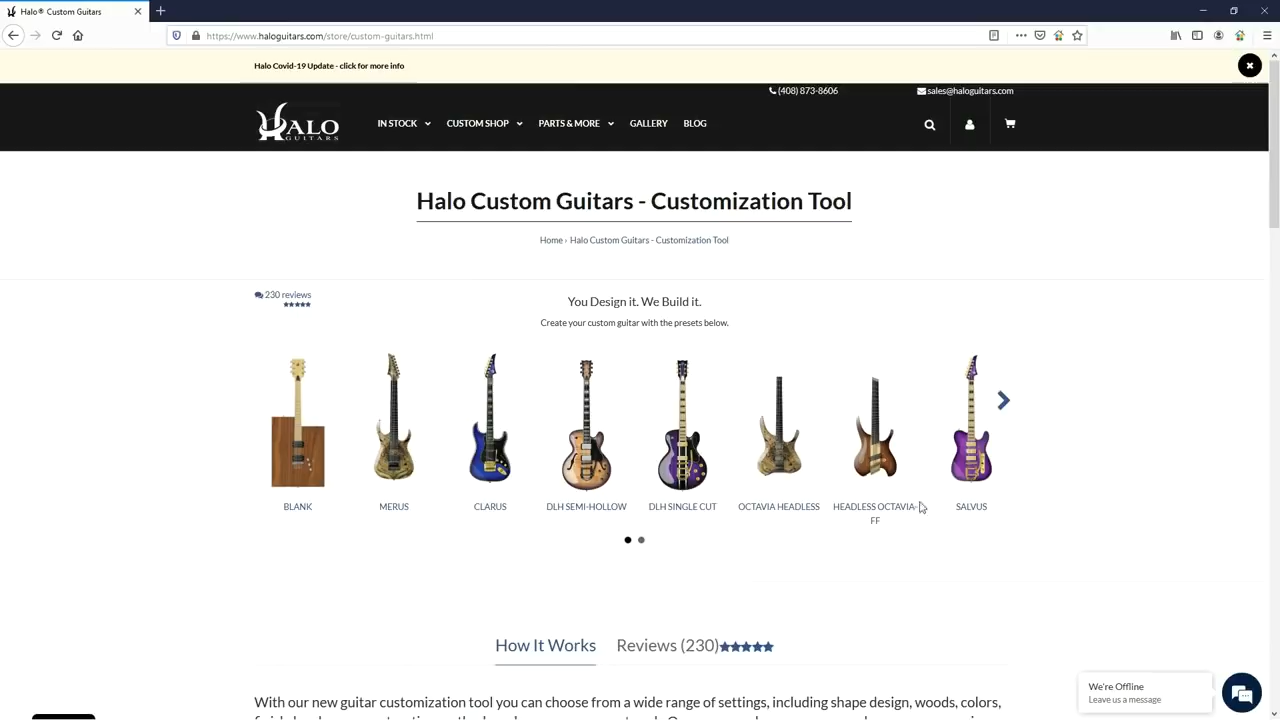 Halo® Custom Guitars
https://www.haloguitars.com/store/custom-guitars.html
Halo Covid-19 Update - click for more info
(408) 873-8606
sales@haloguitars.com
HALO
GUITARS
IN STOCK
CUSTOM SHOP
PARTS & MORE
GALLERY
BLOG
Halo Custom Guitars - Customization Tool
Home › Halo Custom Guitars - Customization Tool
230 reviews
You Design it. We Build it.
Create your custom guitar with the presets below.
BLANK
MERUS
CLARUS
DLH SEMI-HOLLOW
DLH SINGLE CUT
OCTAVIA HEADLESS
HEADLESS OCTAVIA-
FF
SALVUS
How It Works
Reviews (230)
With our new guitar customization tool you can choose from a wide range of settings, including shape design, woods, colors,
We're Offline
Leave us a message